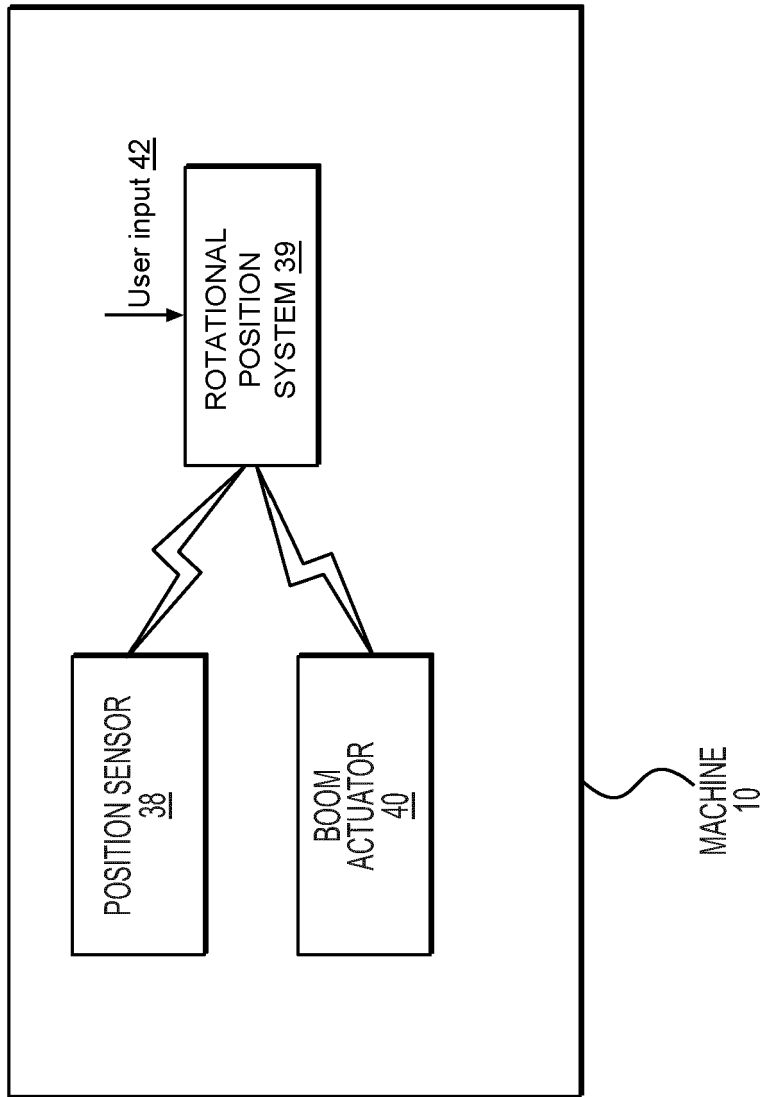 POSITION SENSOR
38
BOOM
ACTUATOR
40
User input 42
ROTATIONAL
POSITION
SYSTEM 39
MACHINE
10